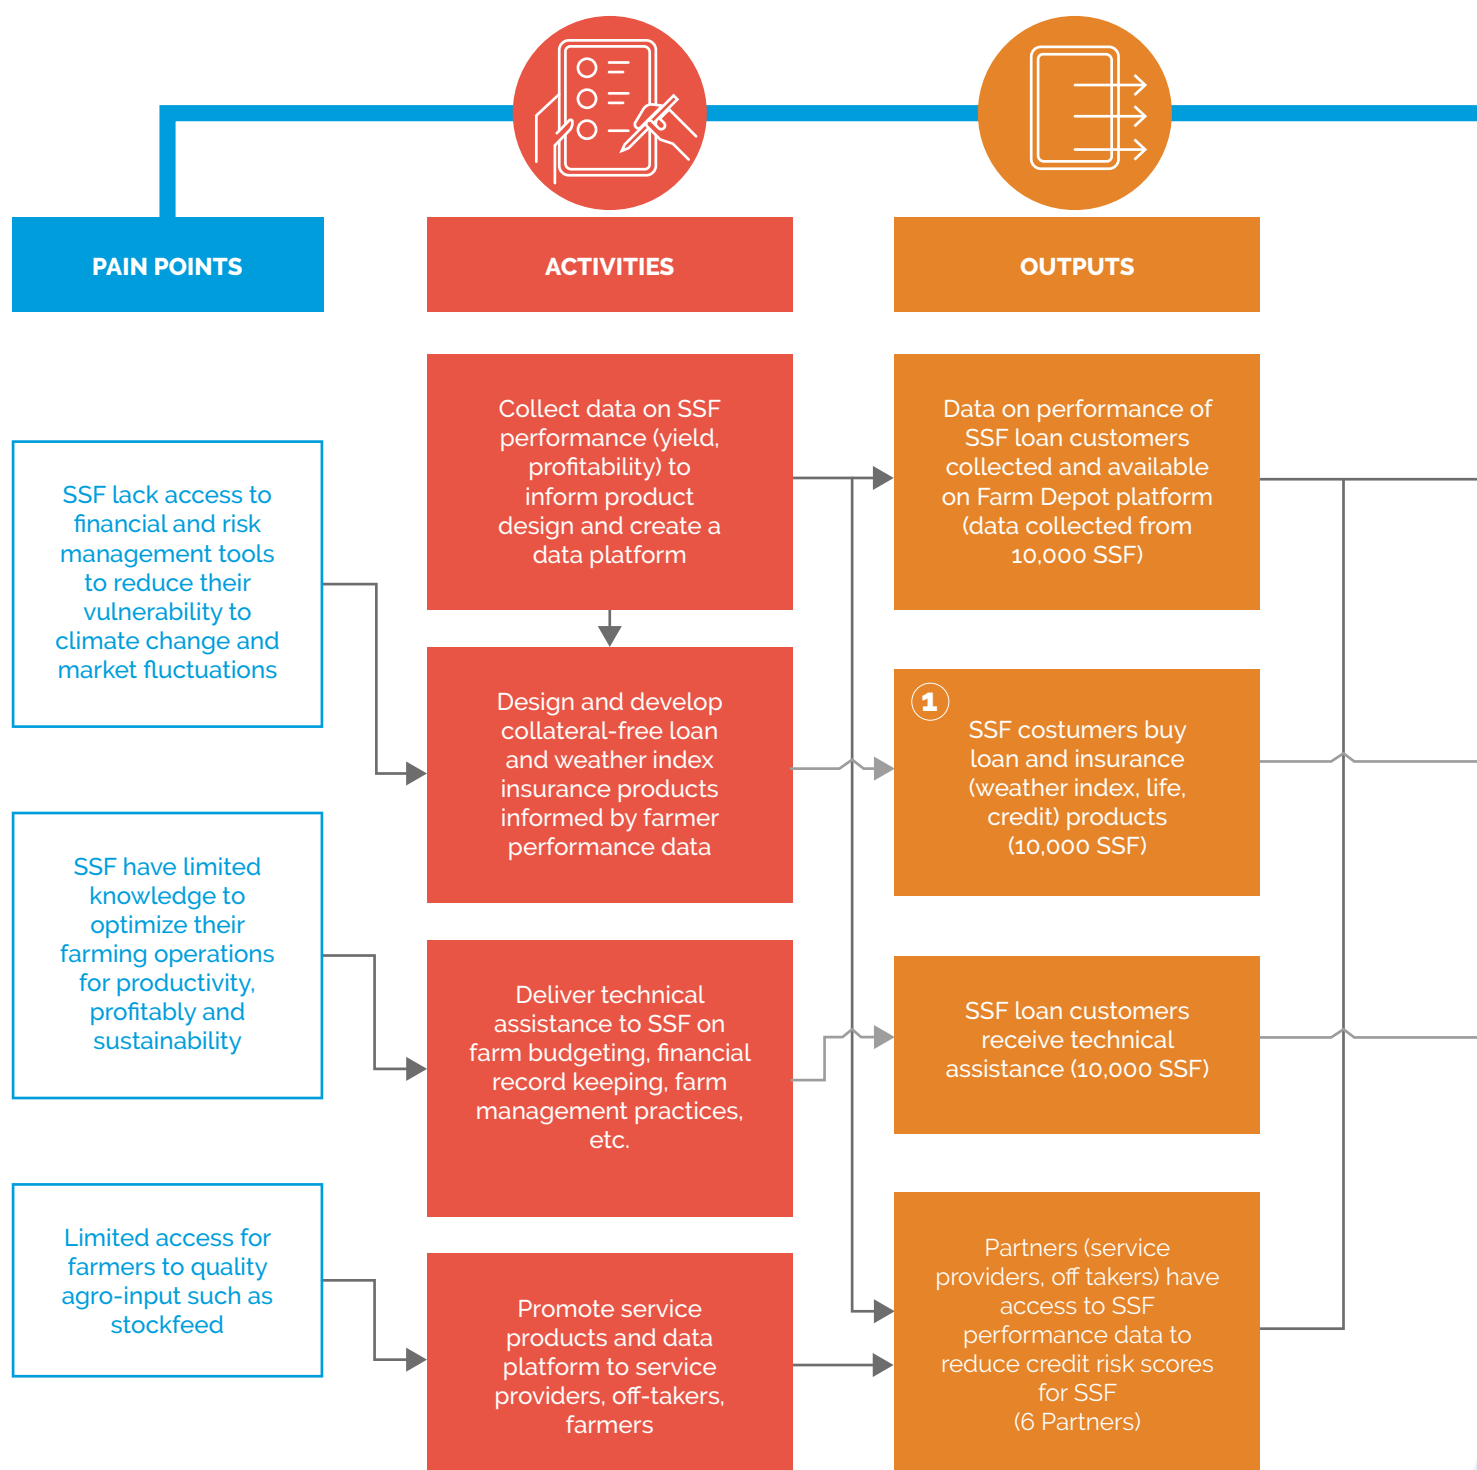 PAIN POINTS
ACTIVITIES
OUTPUTS
SSF lack access to
financial and risk
management tools
to reduce their
vulnerability to
climate change and
market fluctuations
SSF have limited
knowledge to
optimize their
farming operations
for productivity,
profitably and
sustainability
Limited access for
farmers to quality
agro-input such as
stockfeed
Collect data on SSF
performance (yield,
profitability) to
inform product
design and create a
data platform
Design and develop
collateral-free loan
and weather index
insurance products
informed by farmer
performance data
Deliver technical
assistance to SSF on
farm budgeting, financial
record keeping, farm
management practices,
etc.
Promote service
products and data
platform to service
providers, off-takers,
farmers
Data on performance of
SSF loan customers
collected and available
on Farm Depot platform
(data collected from
10,000 SSF)
1
SSF costumers buy
loan and insurance
(weather index, life,
credit) products
(10,000 SSF)
SSF loan customers
receive technical
assistance (10,000 SSF)
Partners (service
providers, off takers) have
access to SSF
performance data to
reduce credit risk scores
for SSF
(6 Partners)